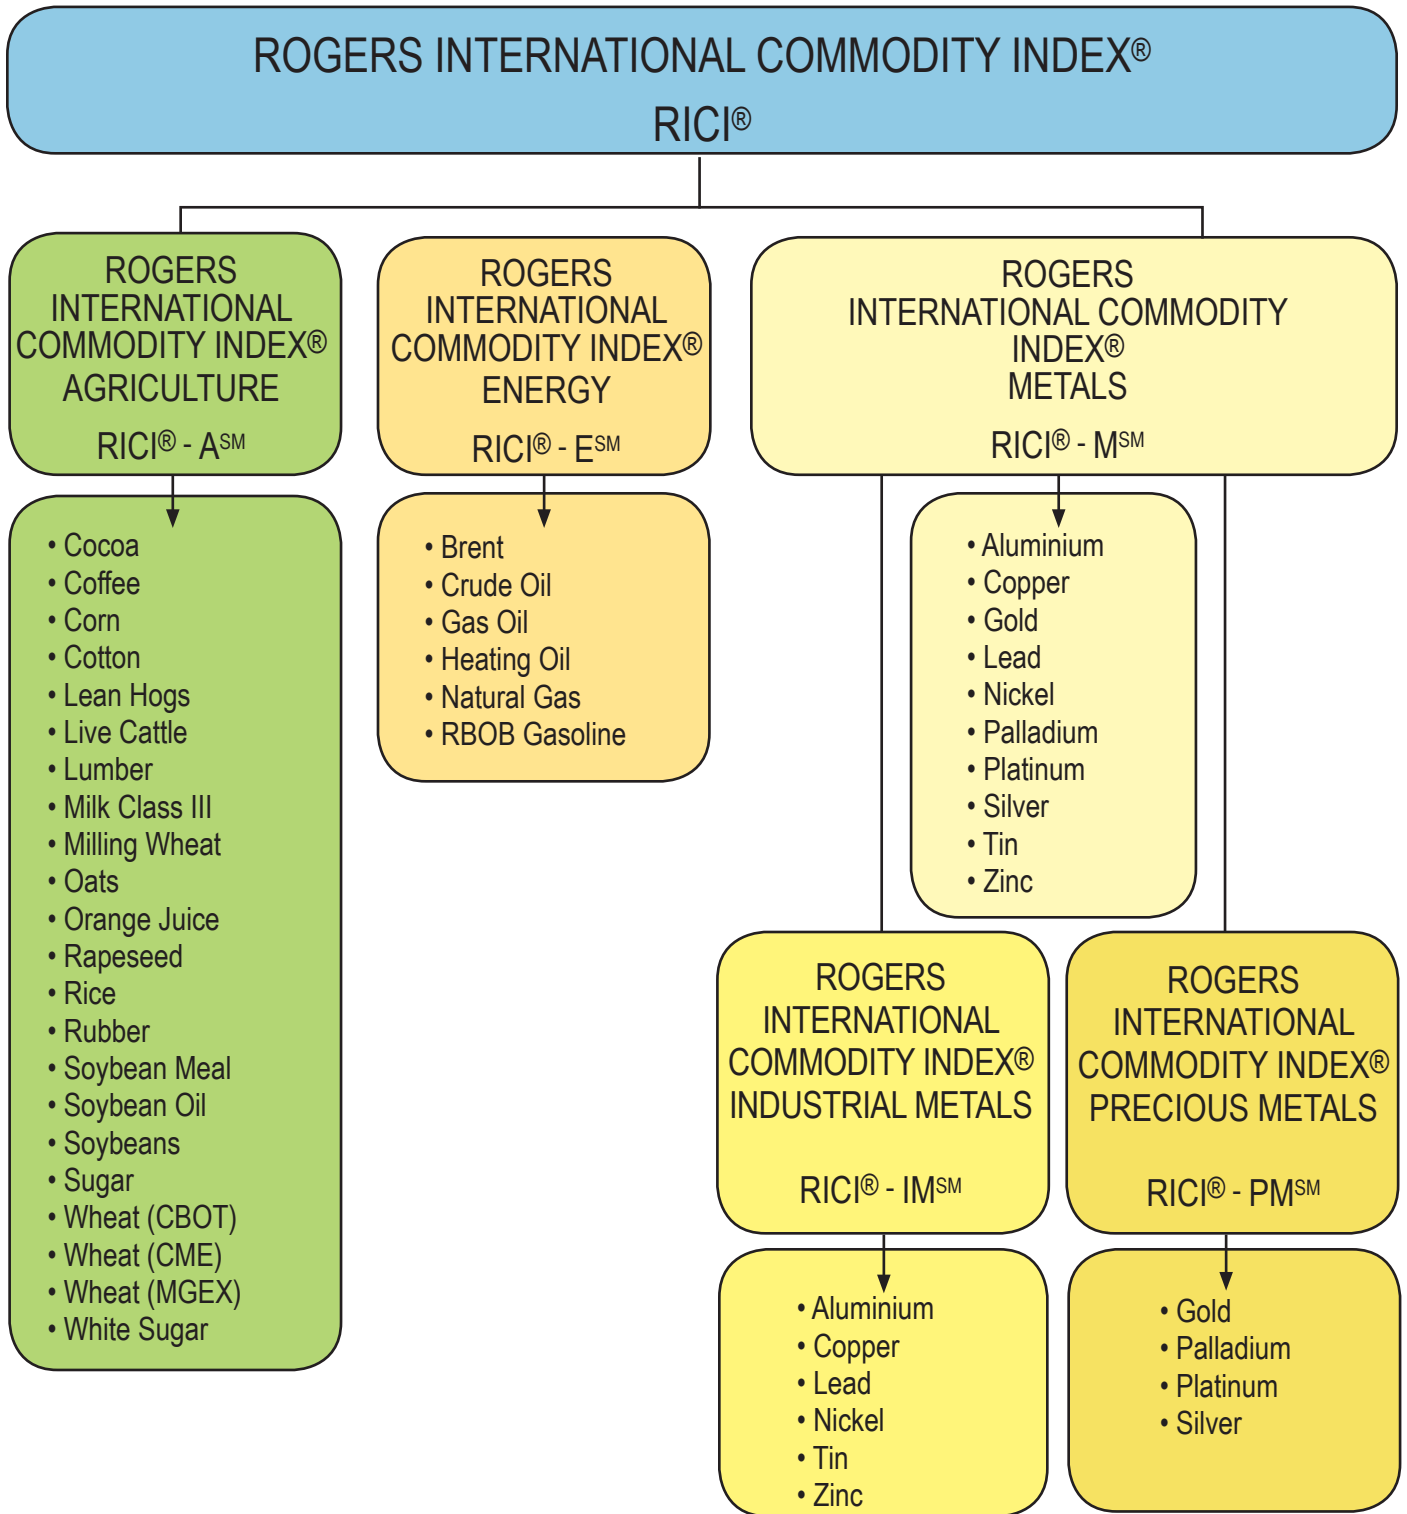 ROGERS INTERNATIONAL COMMODITY INDEX®
RICI®
ROGERS
INTERNATIONAL
COMMODITY INDEX®
AGRICULTURE
RICI® - ASM
• Cocoa
• Coffee
• Corn
• Cotton
• Lean Hogs
• Live Cattle
• Lumber
• Milk Class III
• Milling Wheat
• Oats
• Orange Juice
• Rapeseed
• Rice
• Rubber
• Soybean Meal
• Soybean Oil
• Soybeans
• Sugar
• Wheat (CBOT)
• Wheat (CME)
• Wheat (MGEX)
• White Sugar
ROGERS
INTERNATIONAL
COMMODITY INDEX®
ENERGY
RICI® - ESM
• Brent
• Crude Oil
• Gas Oil
• Heating Oil
• Natural Gas
• RBOB Gasoline
ROGERS
INTERNATIONAL COMMODITY
INDEX®
METALS
RICI® - MSM
• Aluminium
• Copper
• Gold
• Lead
• Nickel
• Palladium
• Platinum
• Silver
• Tin
• Zinc
ROGERS
INTERNATIONAL
COMMODITY INDEX®
INDUSTRIAL METALS
RICI® - IMSM
• Aluminium
• Copper
• Lead
• Nickel
• Tin
• Zinc
ROGERS
INTERNATIONAL
COMMODITY INDEX®
PRECIOUS METALS
RICI® - PMSM
• Gold
• Palladium
• Platinum
• Silver